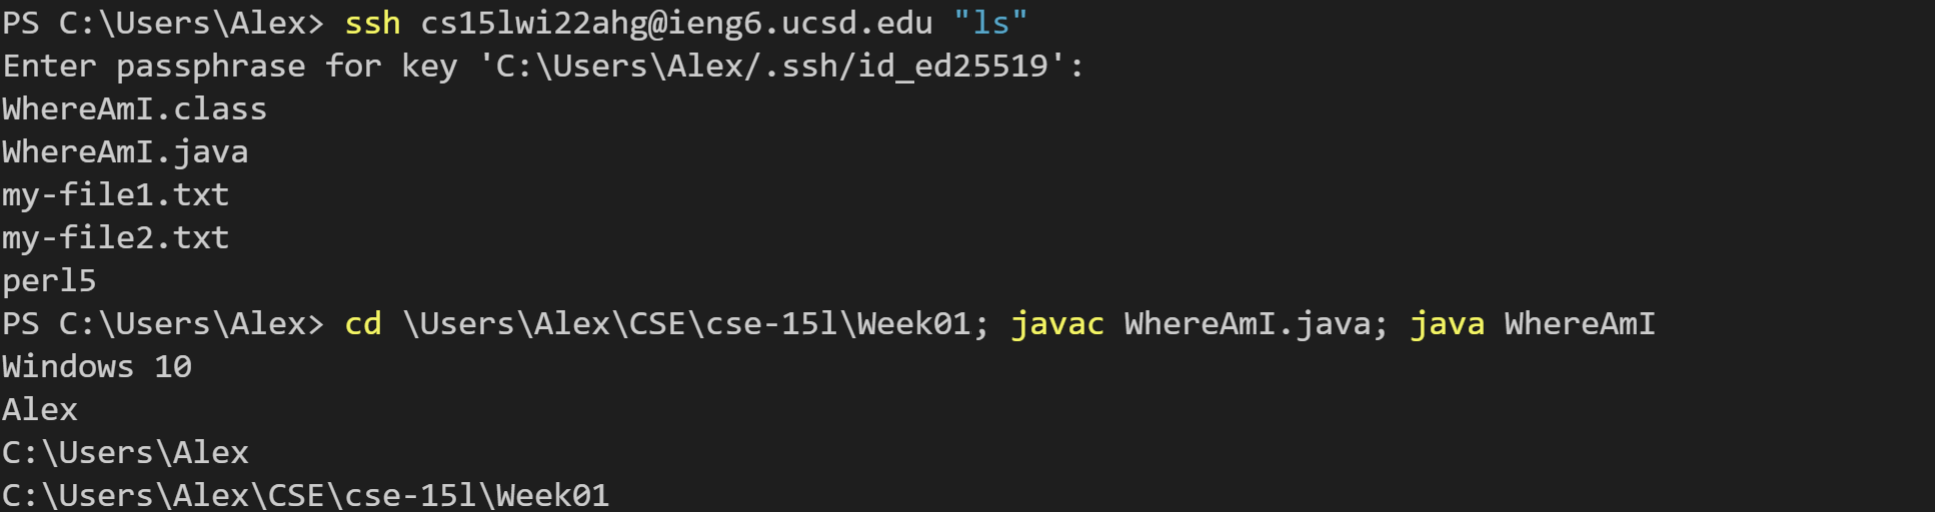 PS C:\Users\Alex> ssh cs15lwi22ahg@ieng6.ucsd.edu "ls"
Enter passphrase for key 'C:\Users\Alex/.ssh/id_ed25519':
WhereAmI.class
WhereAmI.java
my-file1.txt
my-file2.txt
perl5
PS C:\Users\Alex> cd \Users\Alex\CSE\cse-15l\Week01; javac WhereAmI.java; java WhereAmI
Windows 10
Alex
C:\Users\Alex
C:\Users\Alex\CSE\cse-15l\Week01